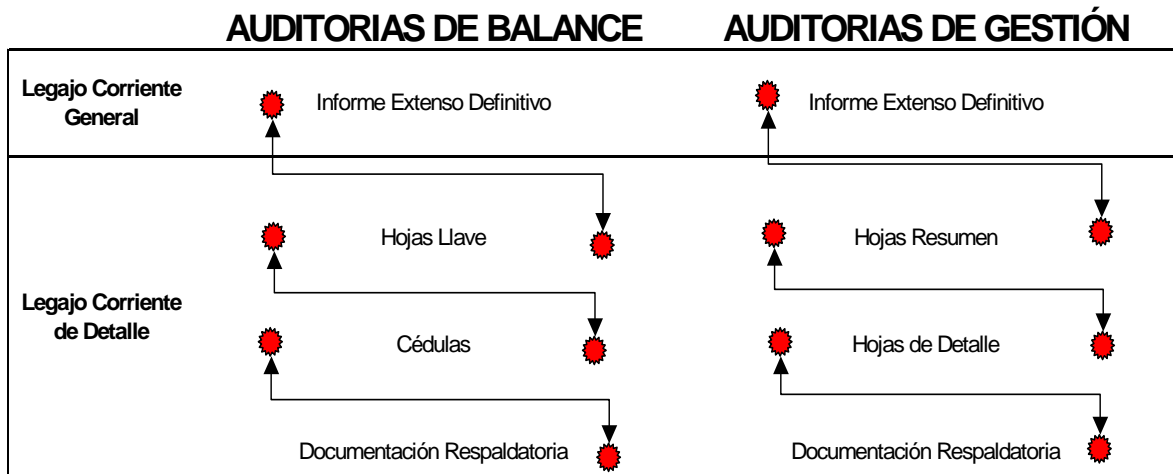 AUDITORIAS DE BALANCE AUDITORIAS DE GESTIÓN
Legajo Corriente
General
Informe Extenso Definitivo Informe Extenso Definitivo
Hojas Llave Hojas Resumen
Legajo Corriente
de Detalle
Cédulas Hojas de Detalle
Documentación Respaldatoria Documentación Respaldatoria